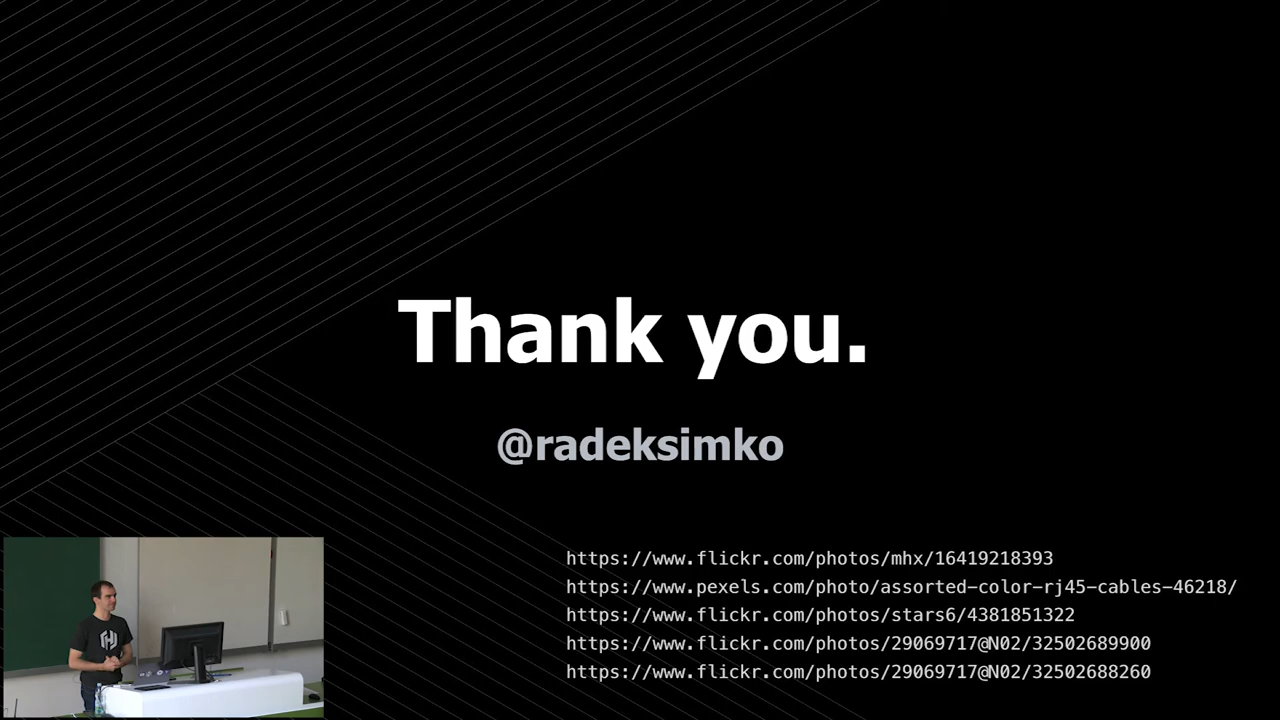 Thank you.
@radeksimko
https://www.flickr.com/photos/mhx/16419218393
https://www.pexels.com/photo/assorted-color-rj45-cables-46218/
https://www.flickr.com/photos/stars6/4381851322
https://www.flickr.com/photos/29069717@N02/32502689900
https://www.flickr.com/photos/29069717@N02/32502688260